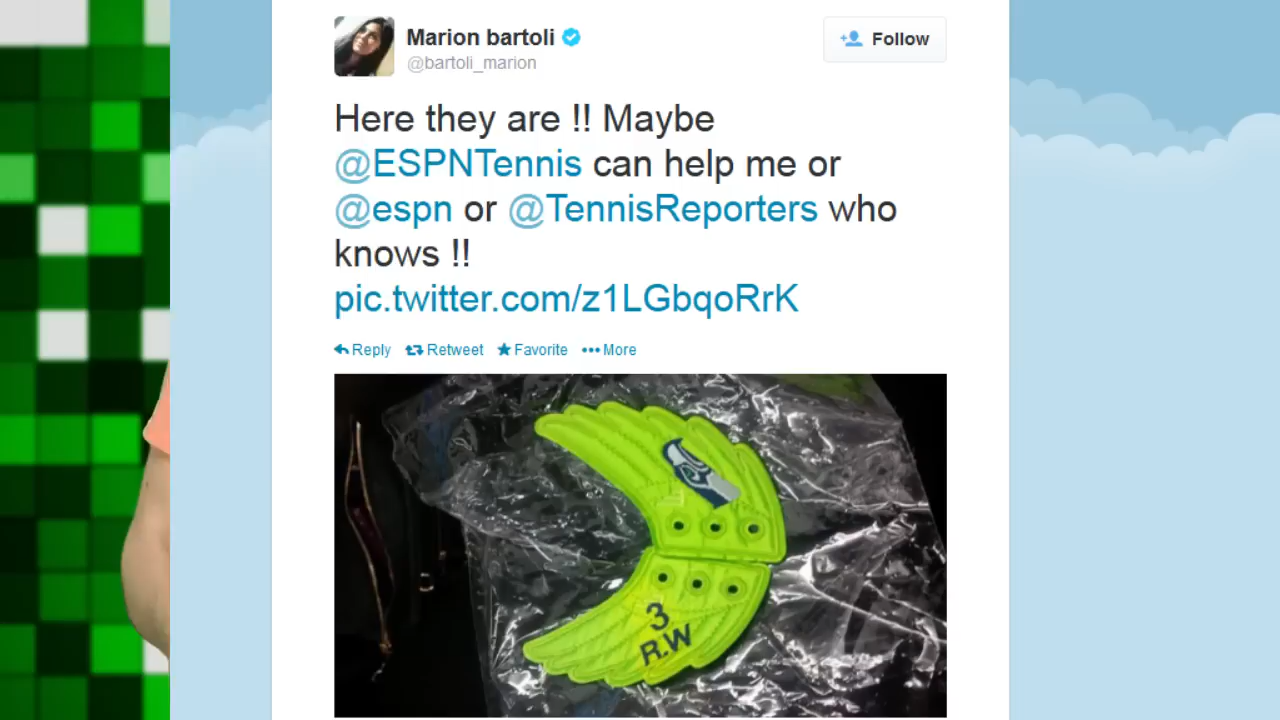 Marion bartoli
@bartoli_marion
Follow
Here they are !! Maybe
@ESPNTennis can help me or
@espn or @TennisReporters who
knows !!
pic.twitter.com/z1LGbqoRrK
Reply Retweet Favorite More
3
R.W